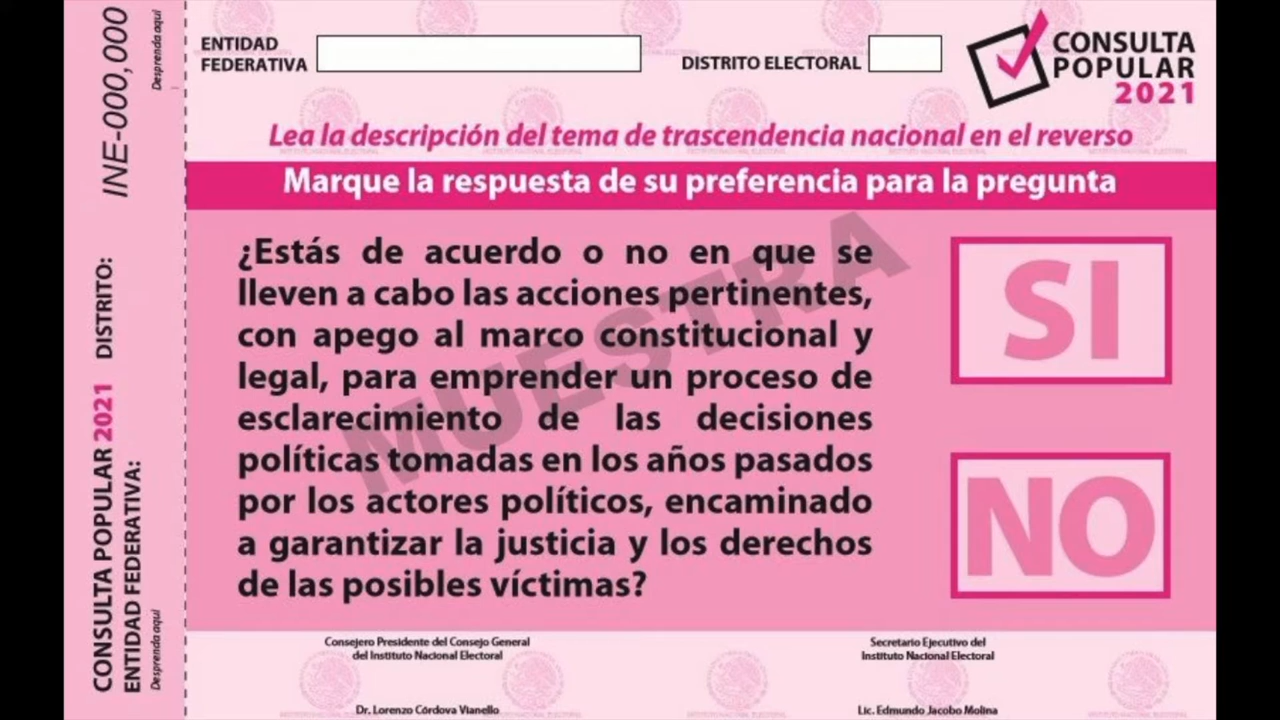 INE-000,000
Desprenda aquí
CONSULTA POPULAR 2021 DISTRITO:
ENTIDAD FEDERATIVA:
Desprenda aquí
ENTIDAD
FEDERATIVA
DISTRITO ELECTORAL
CONSULTA
POPULAR
2021
Lea la descripción del tema de trascendencia nacional en el reverso
Marque la respuesta de su preferencia para la pregunta
¿Estás de acuerdo o no en que se
lleven a cabo las acciones pertinentes,
con apego al marco constitucional y
legal, para emprender un proceso de
esclarecimiento de las decisiones
políticas tomadas en los años pasados
por los actores políticos, encaminado
a garantizar la justicia y los derechos
de las posibles víctimas?
MUESTRA
SI
NO
Consejero Presidente del Consejo General
del Instituto Nacional Electoral
Dr. Lorenzo Córdova Vianello
Secretario Ejecutivo del
Instituto Nacional Electoral
Lic. Edmundo Jacobo Molina